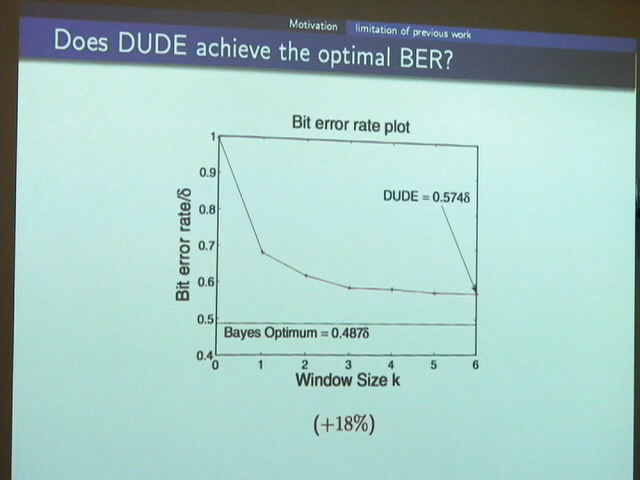 Motivation limitation of previous work
Does DUDE achieve the optimal BER?
Bit error rate plot
1
0.9
0.8
0.7
0.6
0.5
0.4
Bit error rate/δ
DUDE = 0.574δ
Bayes Optimum = 0.487δ
0 1 2 3 4 5 6
Window Size k
(+18%)